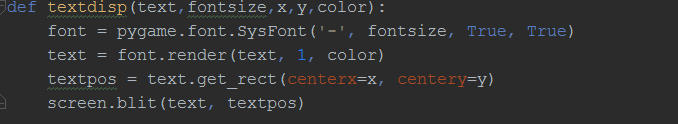 def textdisp(text,fontsize,x,y,color):
    font = pygame.font.SysFont('-', fontsize, True, True)
    text = font.render(text, 1, color)
    textpos = text.get_rect(centerx=x, centery=y)
    screen.blit(text, textpos)